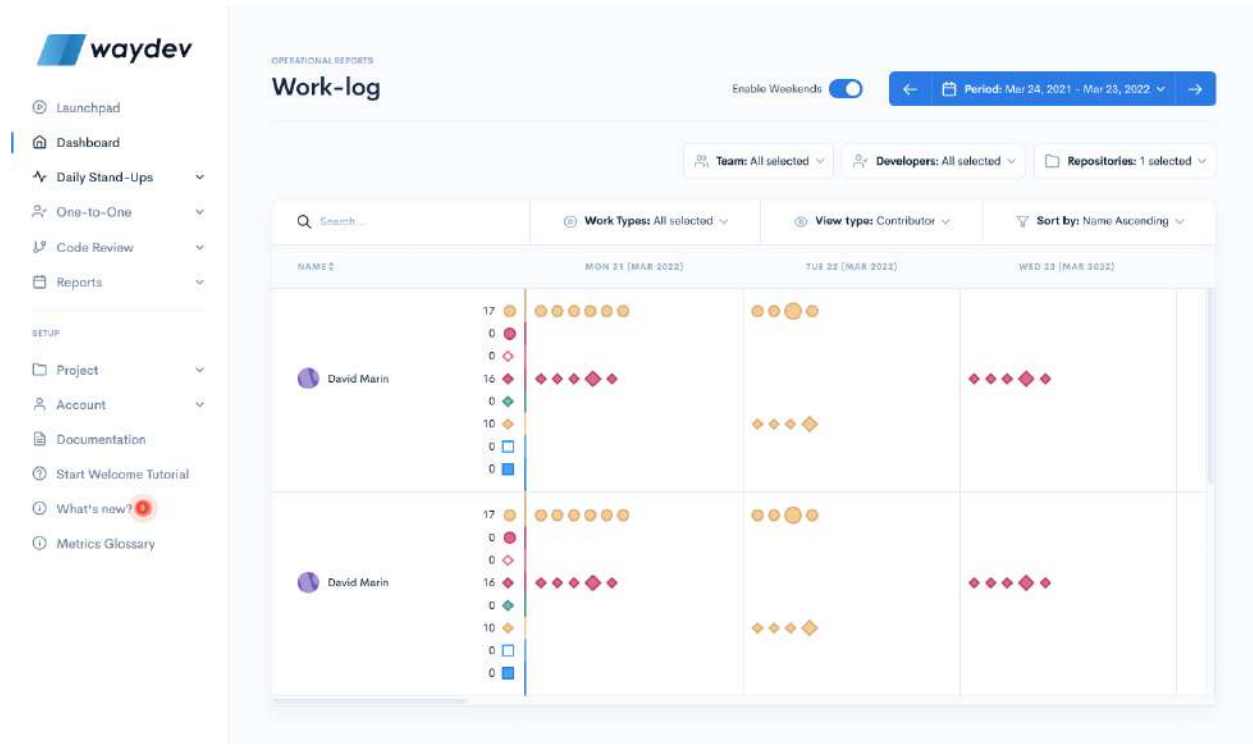 waydev
Launchpad
Dashboard
Daily Stand-Ups
One-to-One
Code Review
Reports
SETUP
Project
Account
Documentation
Start Welcome Tutorial
What's new?
Metrics Glossary
OPERATIONAL REPORTS
Work-log
Enable Weekends
Period: Mar 24, 2021 - Mar 23, 2022
Team: All selected
Developers: All selected
Repositories: 1 selected
Search...
Work Types: All selected
View type: Contributor
Sort by: Name Ascending
NAME
MON 21 (MAR 2022)
TUE 22 (MAR 2022)
WED 23 (MAR 2022)
David Marin
17
0
0
16
0
10
0
0
David Marin
17
0
0
16
0
10
0
0